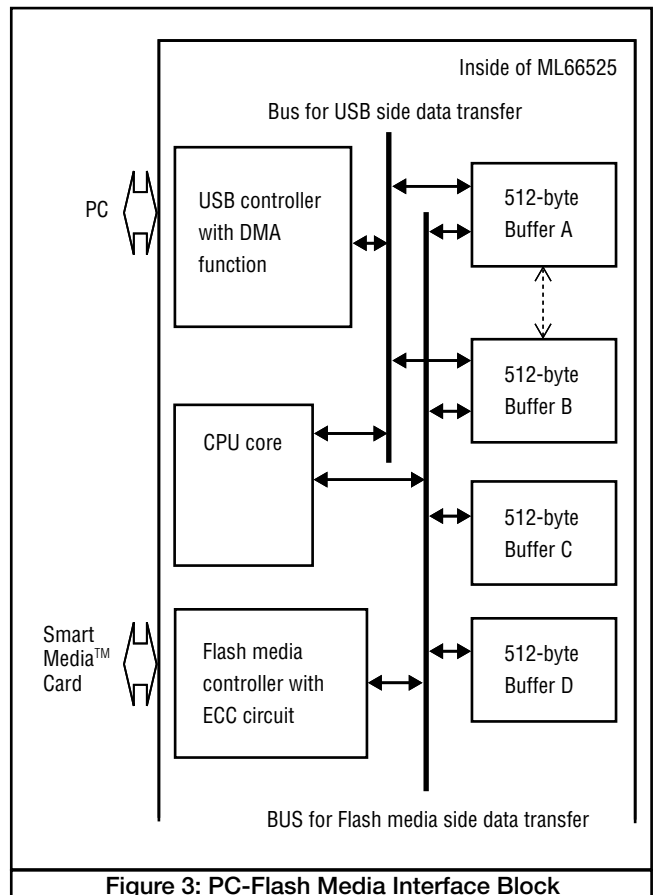 Inside of ML66525
Bus for USB side data transfer
PC
USB controller
with DMA
function
512-byte
Buffer A
512-byte
Buffer B
CPU core
512-byte
Buffer C
Smart
Media™
Card
Flash media
controller with
ECC circuit
512-byte
Buffer D
BUS for Flash media side data transfer
Figure 3: PC-Flash Media Interface Block